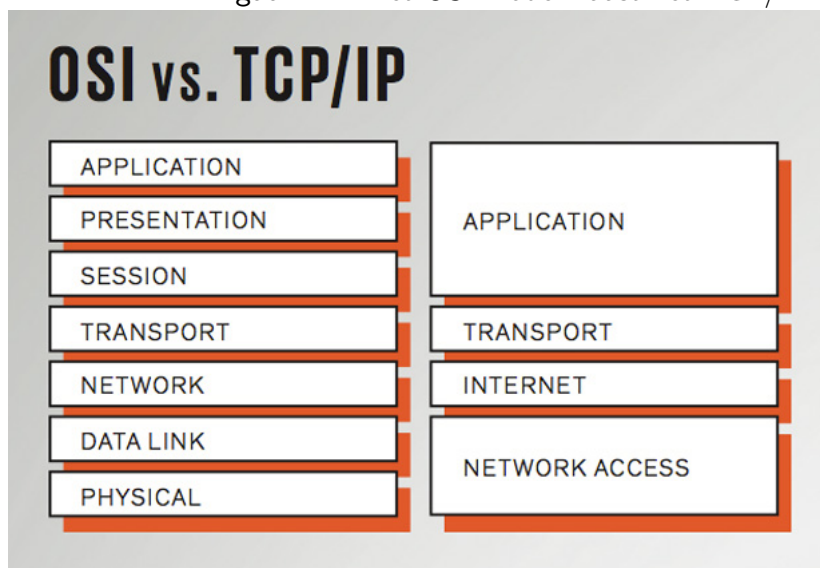 OSI vs. TCP/IP
APPLICATION
PRESENTATION
SESSION
TRANSPORT
NETWORK
DATA LINK
PHYSICAL
APPLICATION
TRANSPORT
INTERNET
NETWORK ACCESS